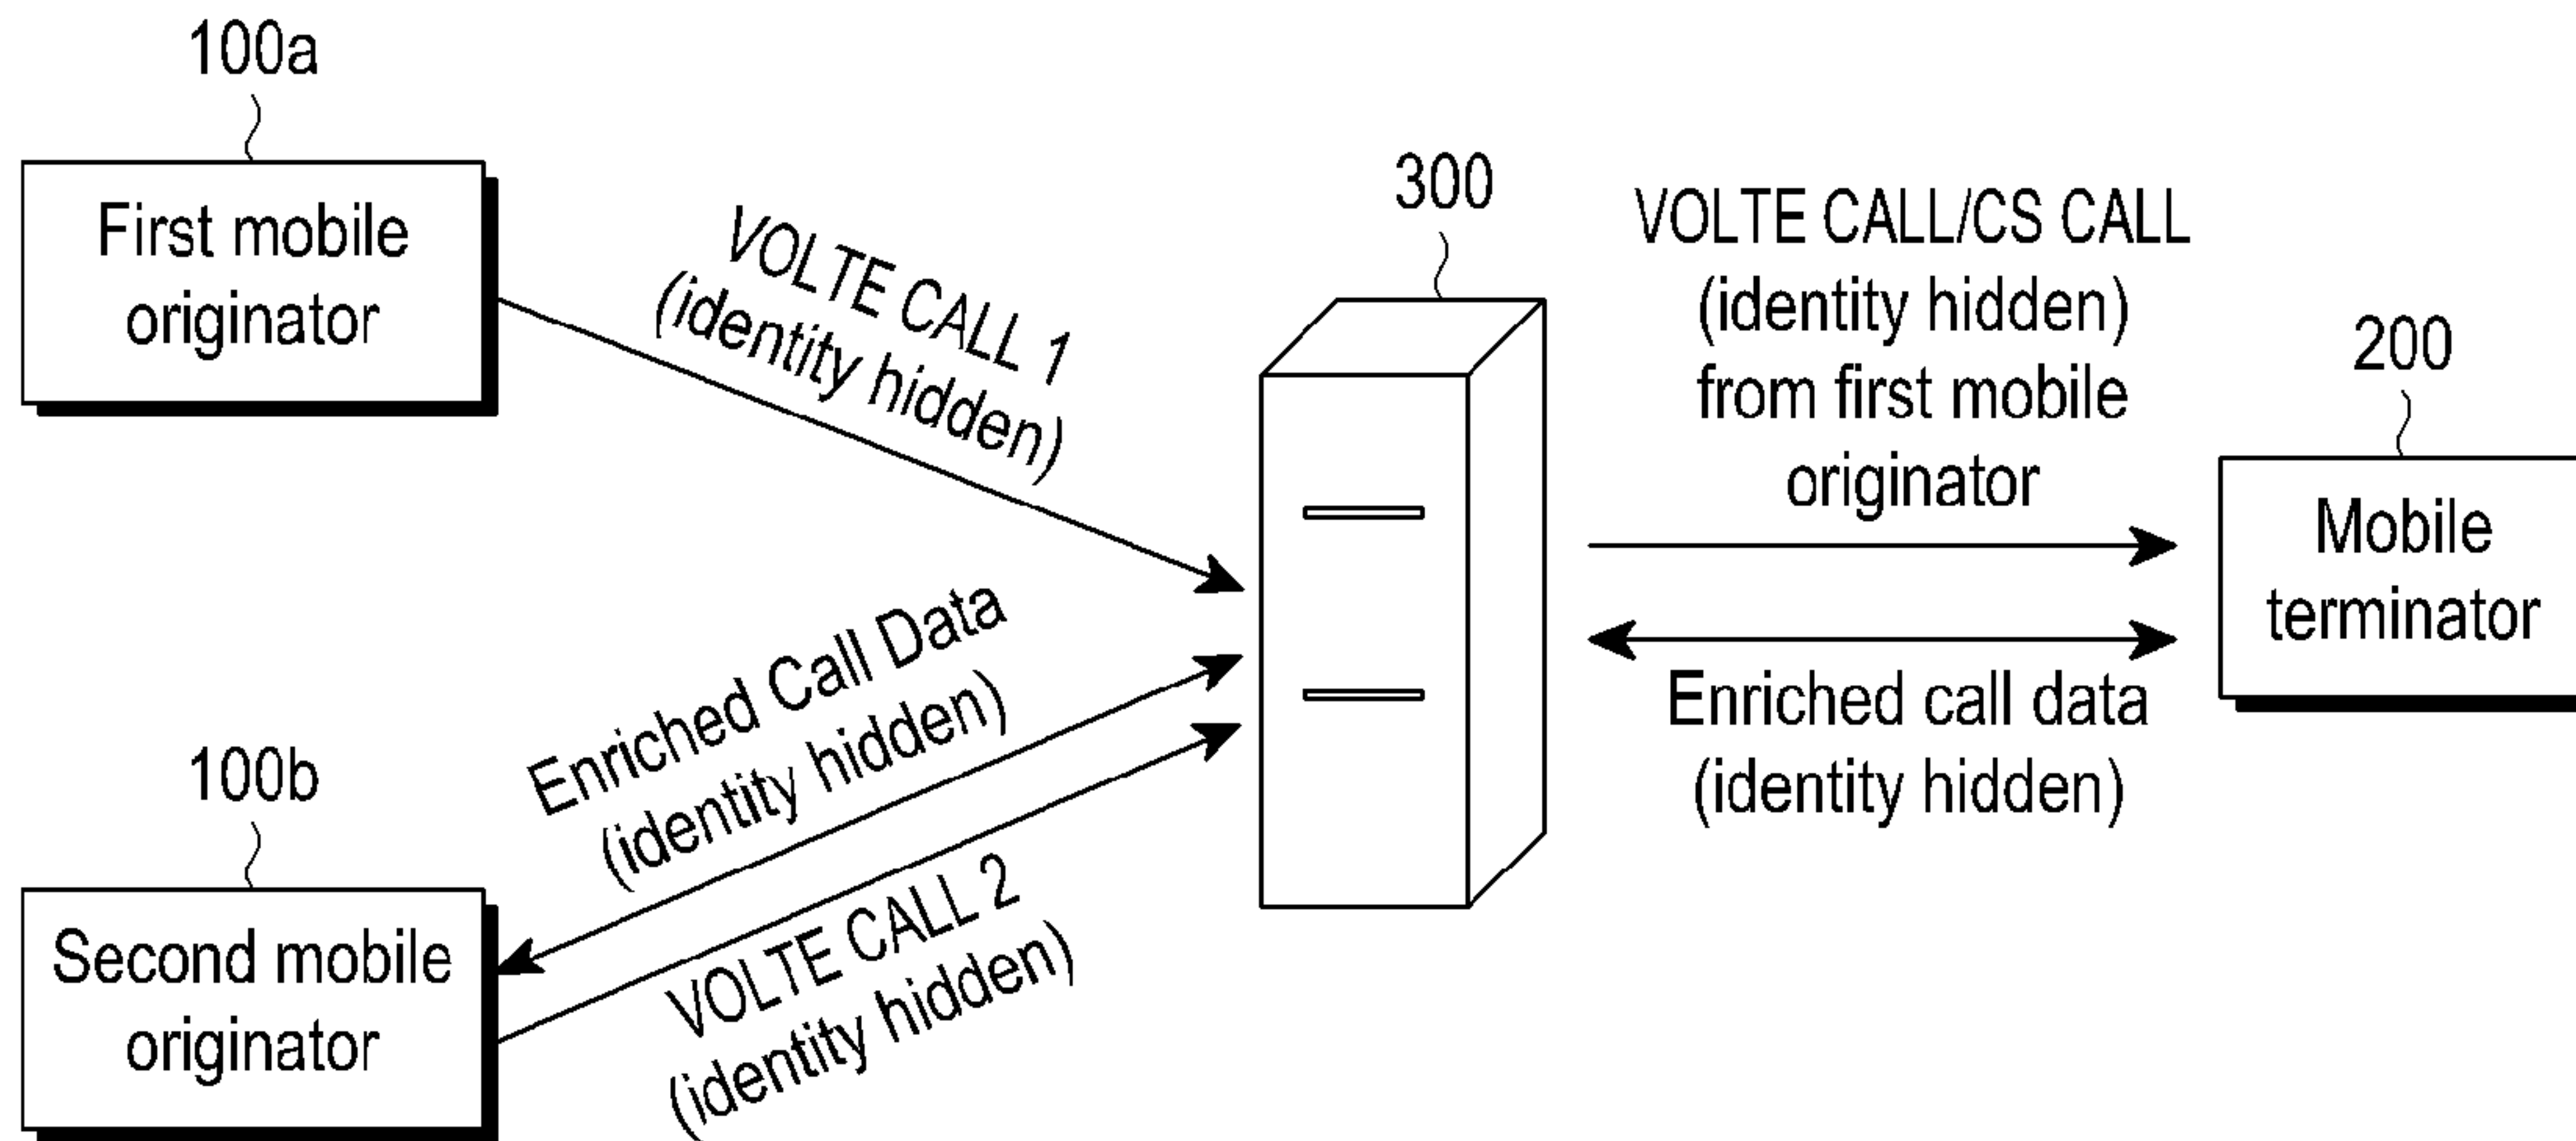 100a
First mobile
originator
VOLTE CALL 1
(identity hidden)
300
VOLTE CALL/CS CALL
(identity hidden)
from first mobile
originator
200
Mobile
terminator
Enriched call data
(identity hidden)
Enriched Call Data
(identity hidden)
100b
Second mobile
originator
VOLTE CALL 2
(identity hidden)